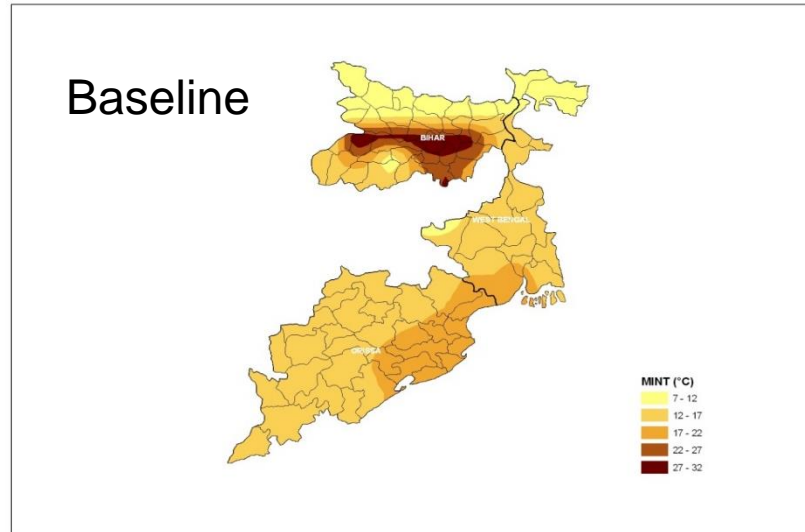 Baseline
BIHAR
WEST BENGAL
ORISSA
MINT (°C)
7 - 12
12 - 17
17 - 22
22 - 27
27 - 32